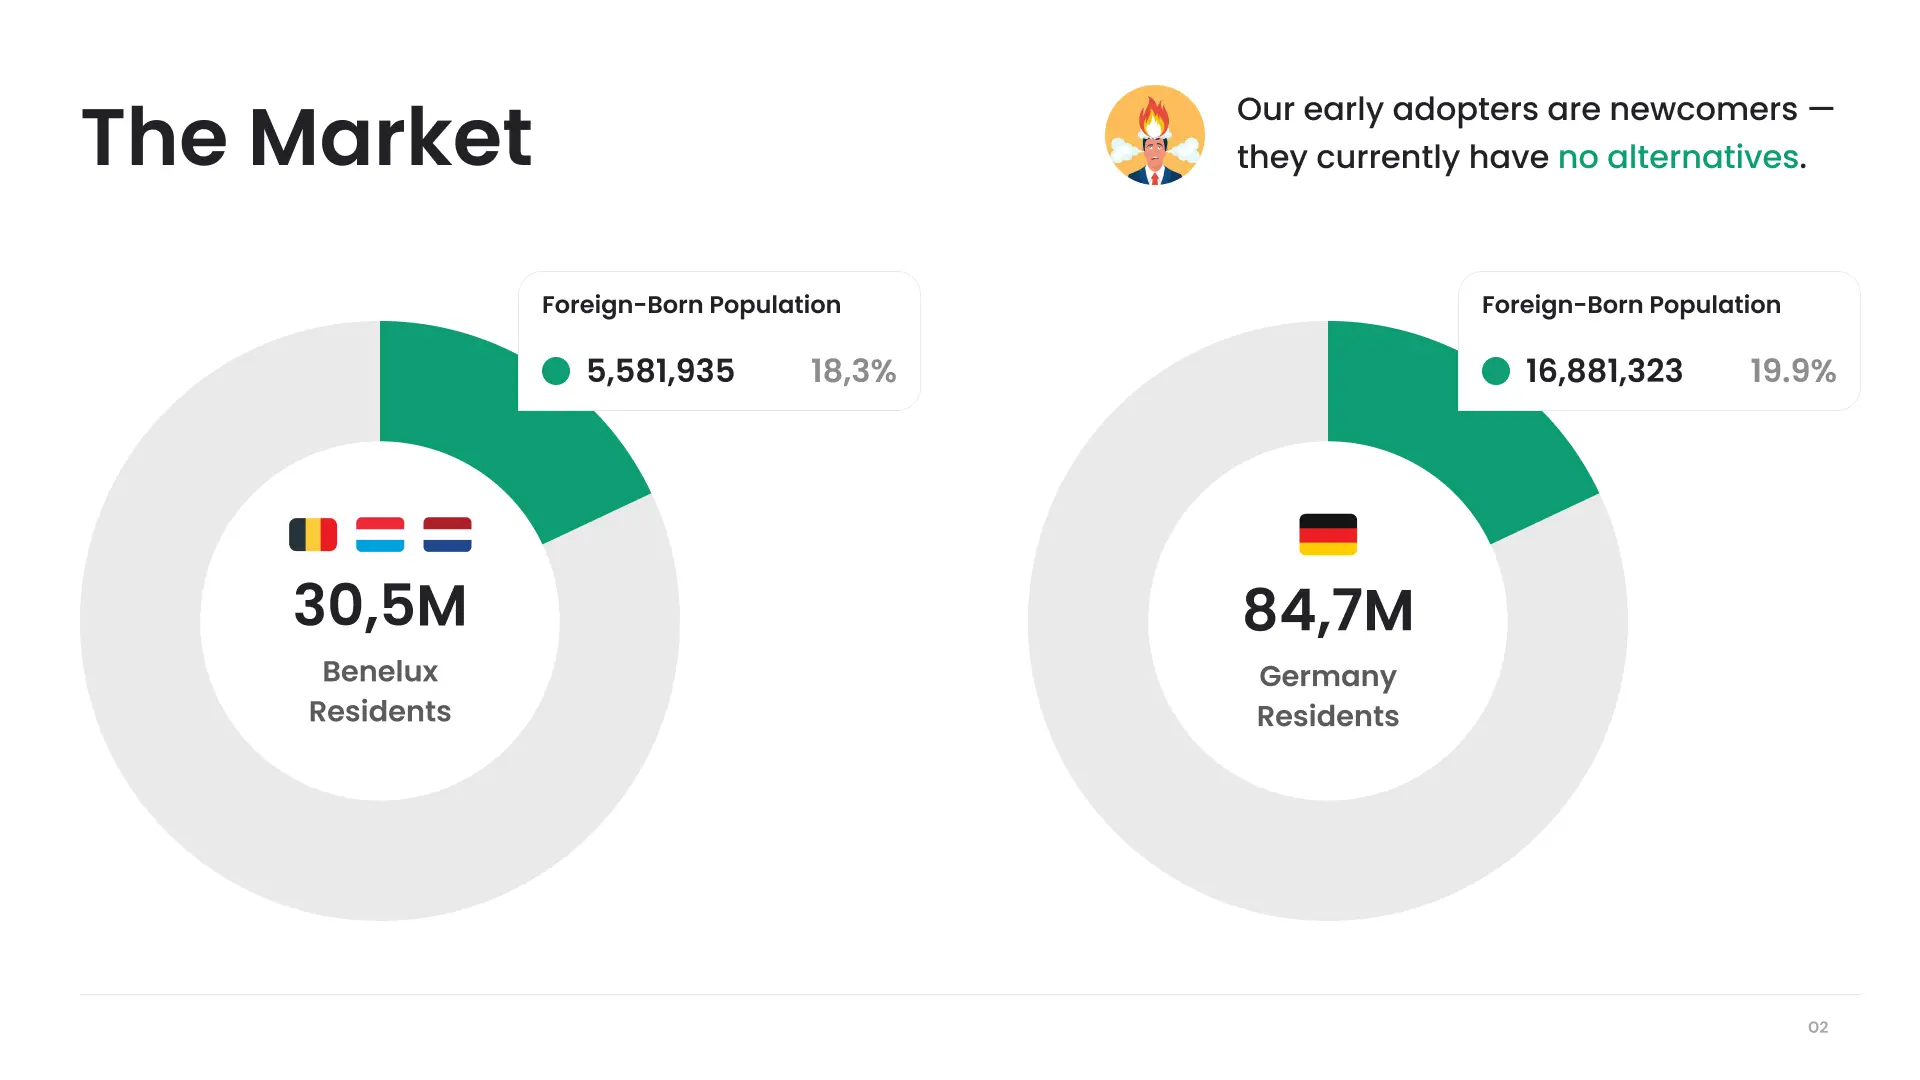 The Market
Our early adopters are newcomers —
they currently have no alternatives.
Foreign-Born Population
5,581,935 18,3%
30,5M
Benelux
Residents
Foreign-Born Population
16,881,323 19.9%
84,7M
Germany
Residents
02